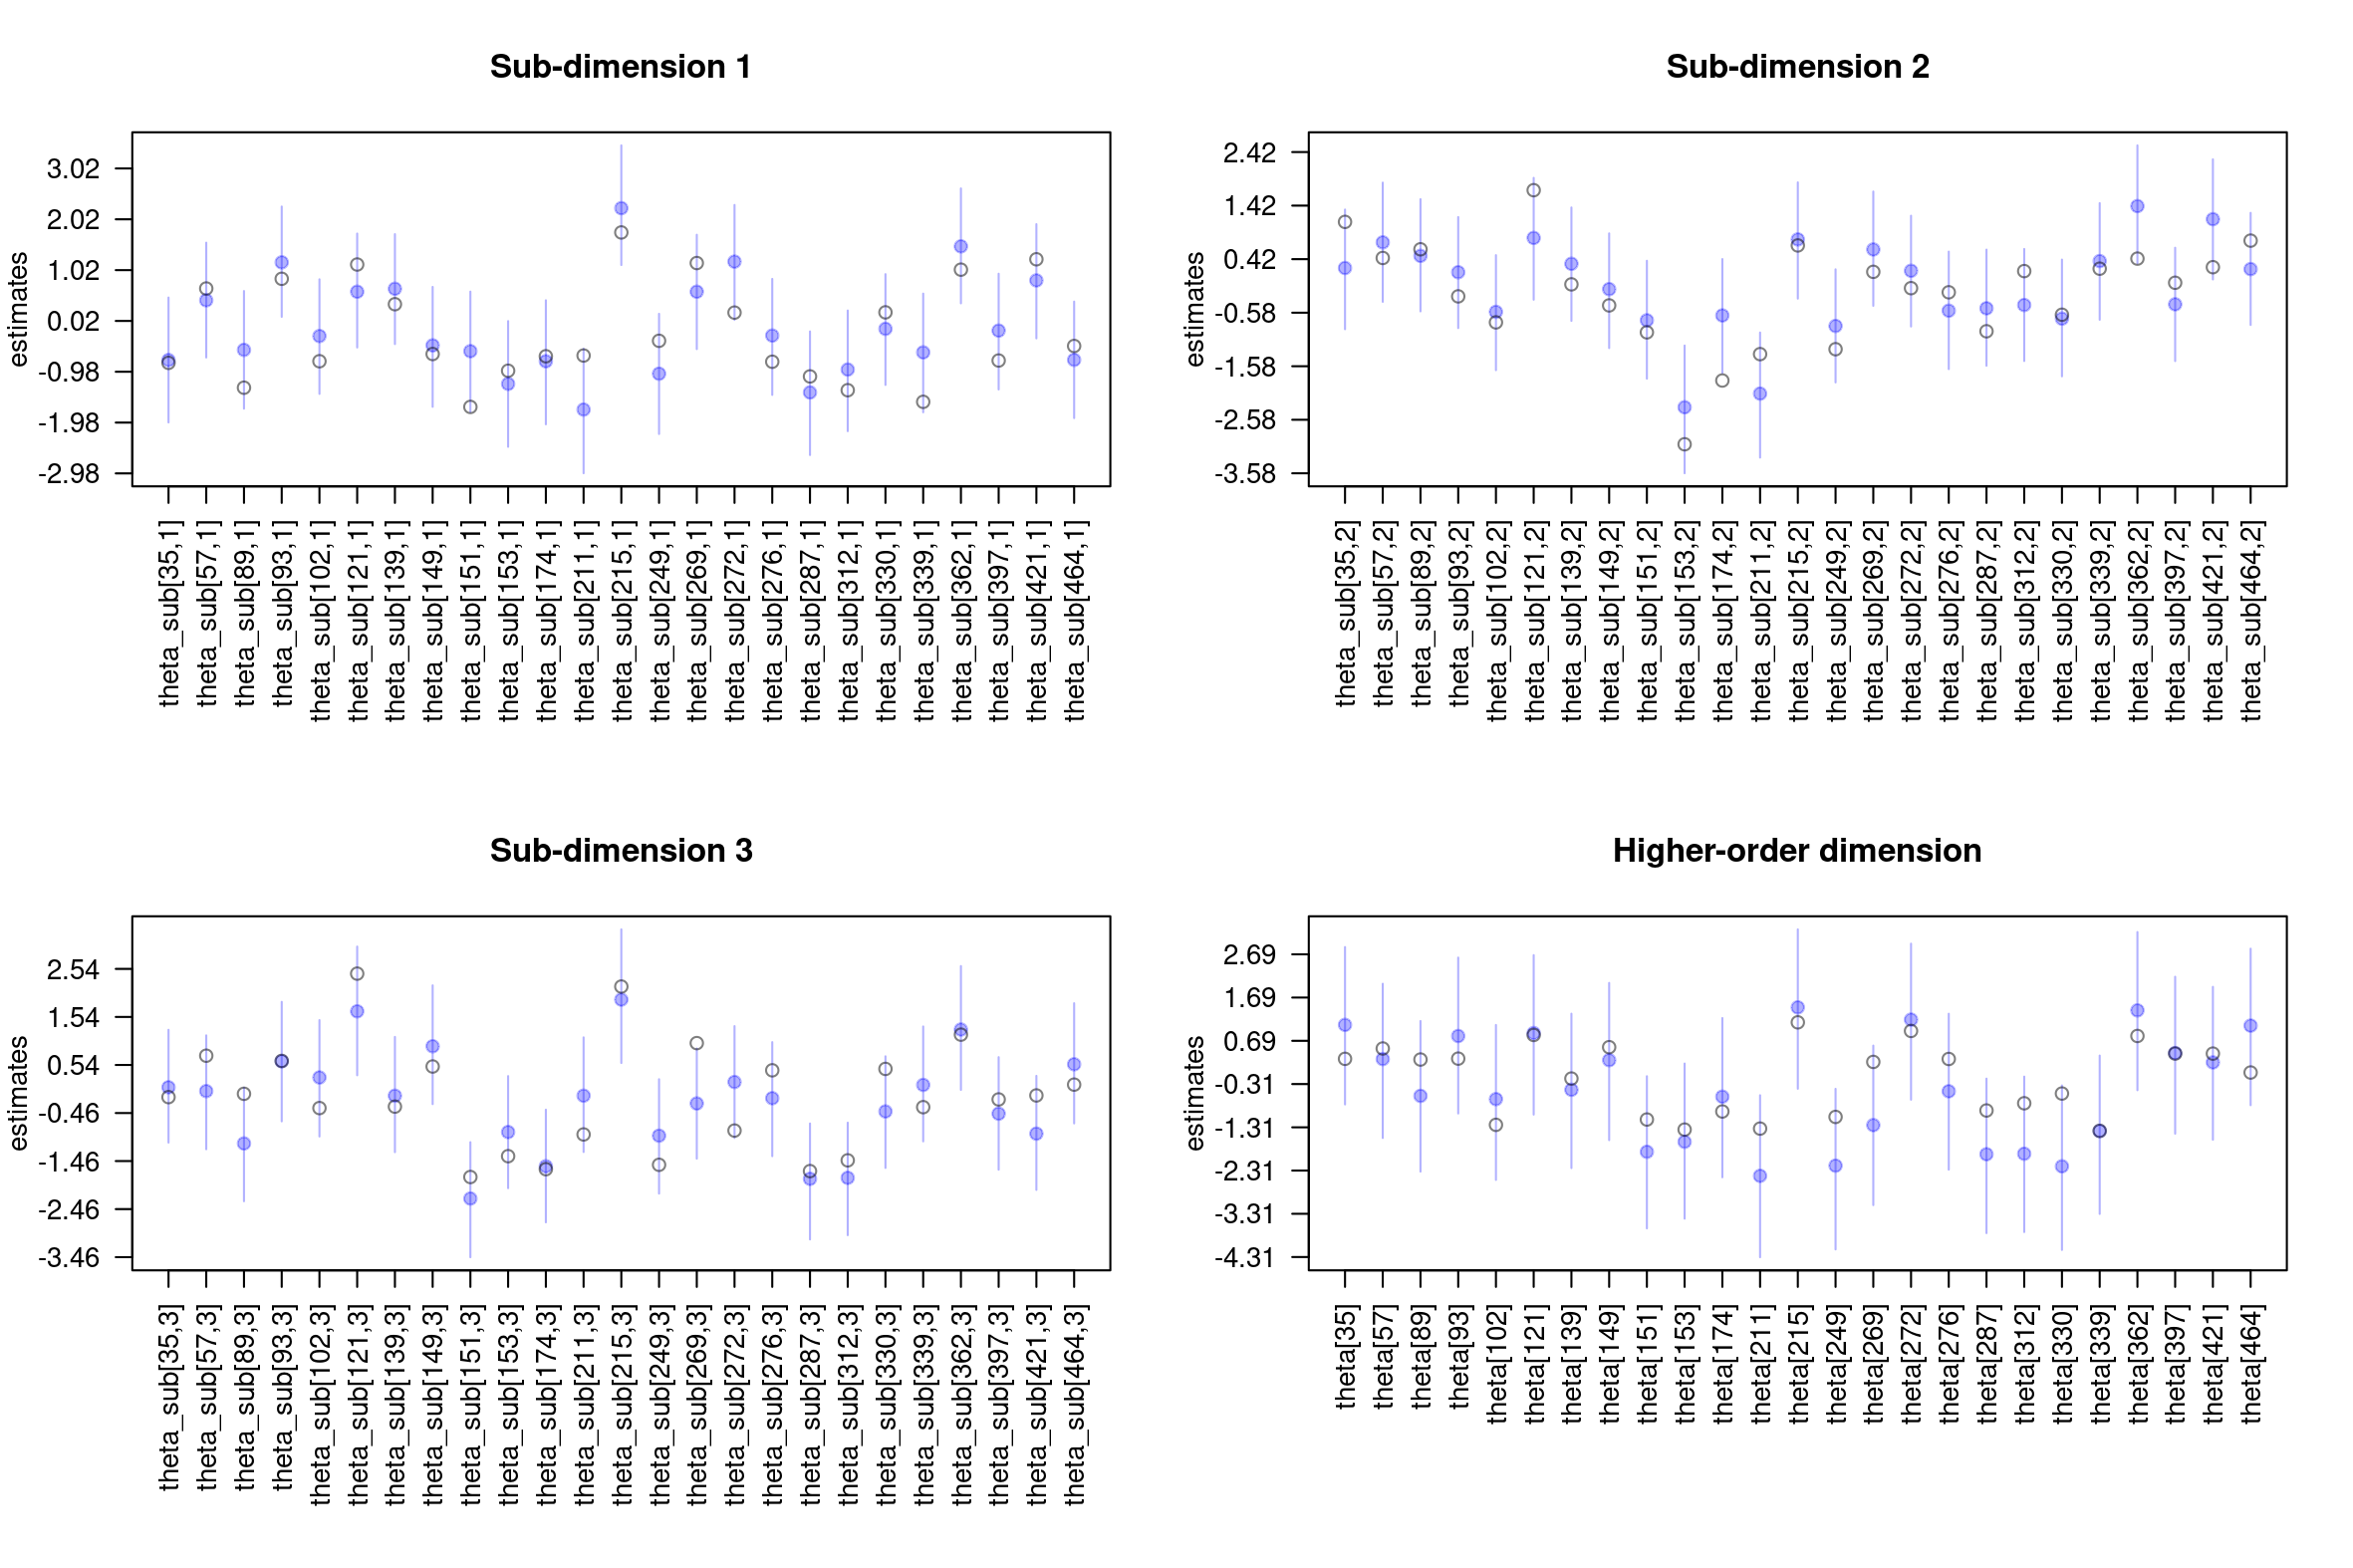 Sub-dimension 1
estimates
3.02
2.02
1.02
0.02
-0.98
-1.98
-2.98
theta_sub[35,1]
theta_sub[57,1]
theta_sub[89,1]
theta_sub[93,1]
theta_sub[102,1]
theta_sub[121,1]
theta_sub[139,1]
theta_sub[149,1]
theta_sub[151,1]
theta_sub[153,1]
theta_sub[174,1]
theta_sub[211,1]
theta_sub[215,1]
theta_sub[249,1]
theta_sub[269,1]
theta_sub[272,1]
theta_sub[276,1]
theta_sub[287,1]
theta_sub[312,1]
theta_sub[330,1]
theta_sub[339,1]
theta_sub[362,1]
theta_sub[397,1]
theta_sub[421,1]
theta_sub[464,1]
Sub-dimension 2
estimates
2.42
1.42
0.42
-0.58
-1.58
-2.58
-3.58
theta_sub[35,2]
theta_sub[57,2]
theta_sub[89,2]
theta_sub[93,2]
theta_sub[102,2]
theta_sub[121,2]
theta_sub[139,2]
theta_sub[149,2]
theta_sub[151,2]
theta_sub[153,2]
theta_sub[174,2]
theta_sub[211,2]
theta_sub[215,2]
theta_sub[249,2]
theta_sub[269,2]
theta_sub[272,2]
theta_sub[276,2]
theta_sub[287,2]
theta_sub[312,2]
theta_sub[330,2]
theta_sub[339,2]
theta_sub[362,2]
theta_sub[397,2]
theta_sub[421,2]
theta_sub[464,2]
Sub-dimension 3
estimates
2.54
1.54
0.54
-0.46
-1.46
-2.46
-3.46
theta_sub[35,3]
theta_sub[57,3]
theta_sub[89,3]
theta_sub[93,3]
theta_sub[102,3]
theta_sub[121,3]
theta_sub[139,3]
theta_sub[149,3]
theta_sub[151,3]
theta_sub[153,3]
theta_sub[174,3]
theta_sub[211,3]
theta_sub[215,3]
theta_sub[249,3]
theta_sub[269,3]
theta_sub[272,3]
theta_sub[276,3]
theta_sub[287,3]
theta_sub[312,3]
theta_sub[330,3]
theta_sub[339,3]
theta_sub[362,3]
theta_sub[397,3]
theta_sub[421,3]
theta_sub[464,3]
Higher-order dimension
estimates
2.69
1.69
0.69
-0.31
-1.31
-2.31
-3.31
-4.31
theta[35]
theta[57]
theta[89]
theta[93]
theta[102]
theta[121]
theta[139]
theta[149]
theta[151]
theta[153]
theta[174]
theta[211]
theta[215]
theta[249]
theta[269]
theta[272]
theta[276]
theta[287]
theta[312]
theta[330]
theta[339]
theta[362]
theta[397]
theta[421]
theta[464]